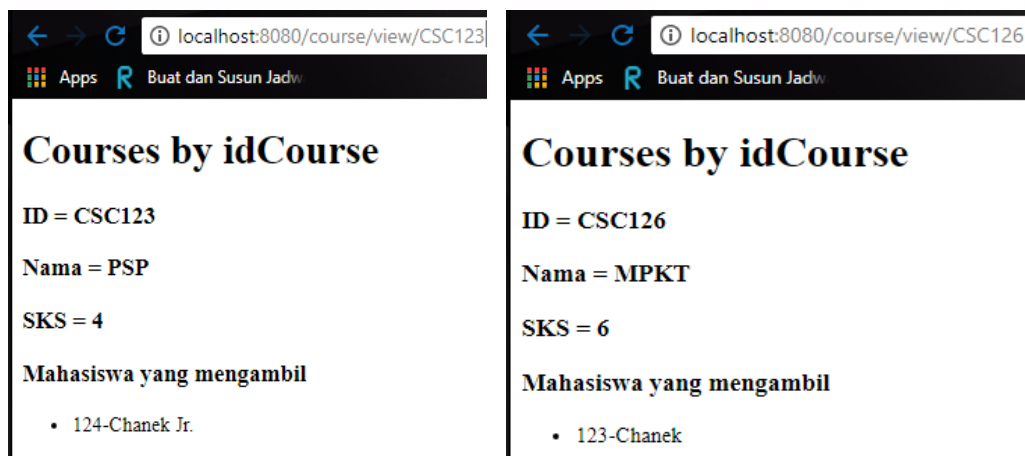 localhost:8080/course/view/CSC123
Apps R Buat dan Susun Jadw
Courses by idCourse
ID = CSC123
Nama = PSP
SKS = 4
Mahasiswa yang mengambil
• 124-Chanek Jr.
localhost:8080/course/view/CSC126
Apps R Buat dan Susun Jadw
Courses by idCourse
ID = CSC126
Nama = MPKT
SKS = 6
Mahasiswa yang mengambil
• 123-Chanek